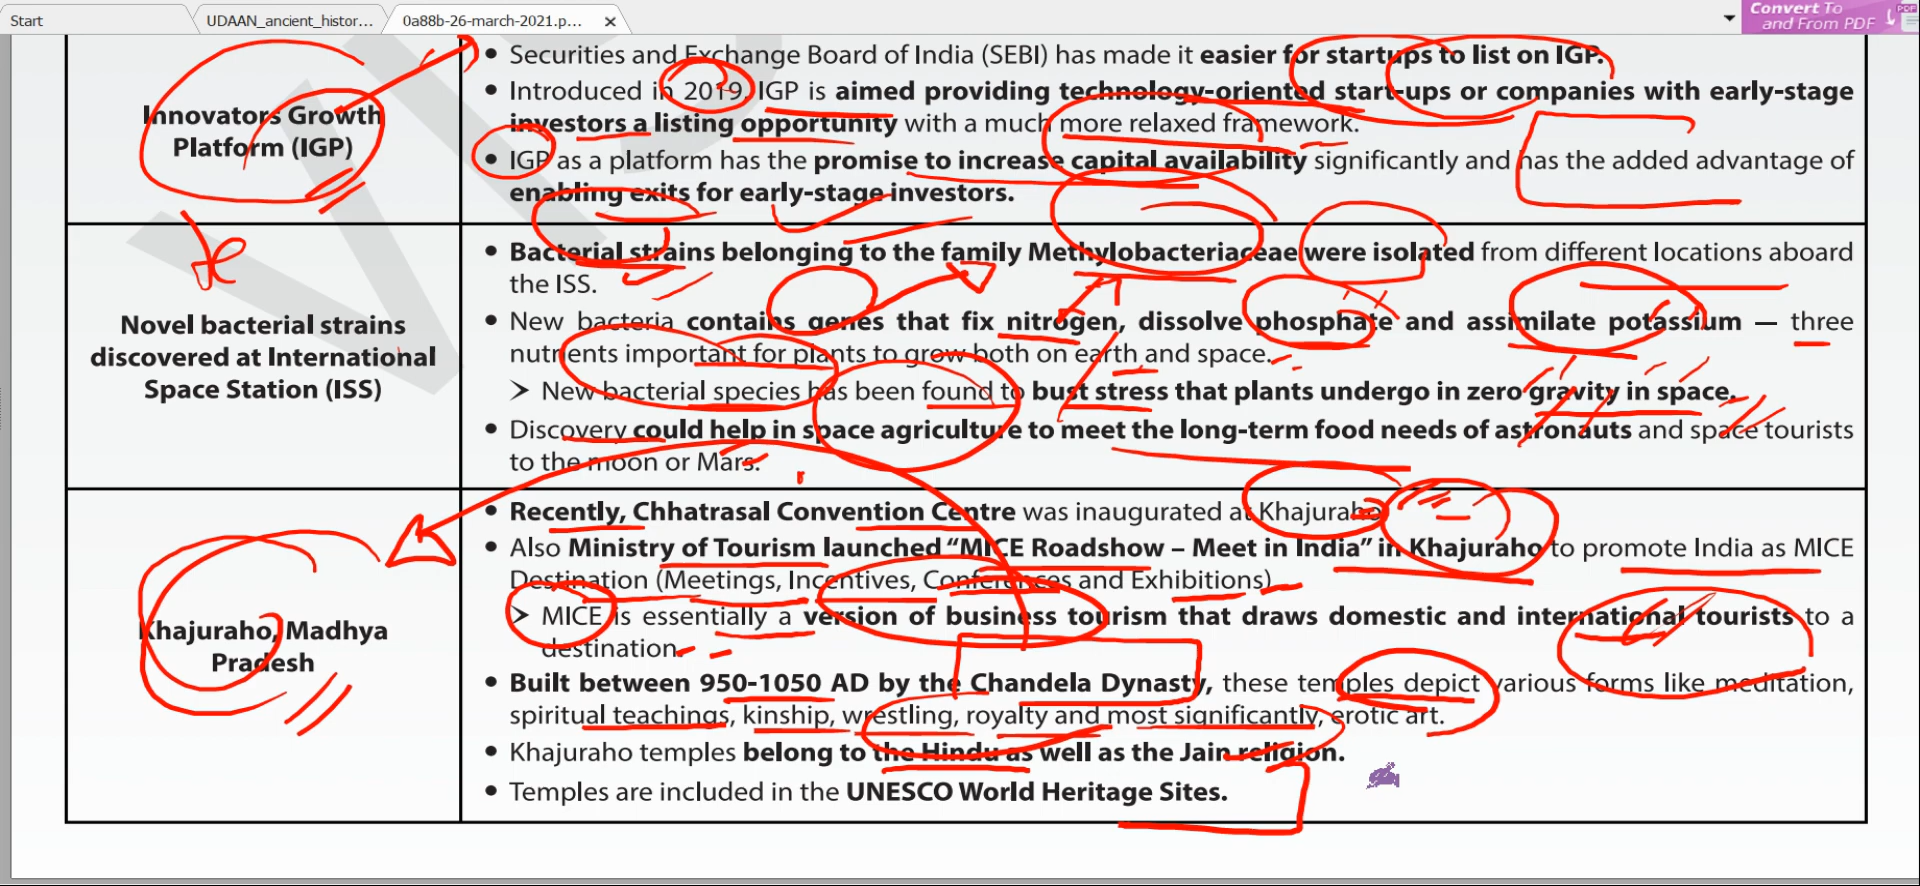 Start
UDAAN_ancient_histor...
0a88b-26-march-2021.p...
Convert To
and From PDF
PDF
Innovators Growth
Platform (IGP)
• Securities and Exchange Board of India (SEBI) has made it easier for startups to list on IGP.
• Introduced in 2019, IGP is aimed providing technology-oriented start-ups or companies with early-stage
investors a listing opportunity with a much more relaxed framework.
• IGP as a platform has the promise to increase capital availability significantly and has the added advantage of
enabling exits for early-stage investors.
Novel bacterial strains
discovered at International
Space Station (ISS)
• Bacterial strains belonging to the family Methylobacteriaceae were isolated from different locations aboard
the ISS.
• New bacteria contains genes that fix nitrogen, dissolve phosphate and assimilate potassium — three
nutrients important for plants to grow both on earth and space.
➤ New bacterial species has been found to bust stress that plants undergo in zero gravity in space.
• Discovery could help in space agriculture to meet the long-term food needs of astronauts and space tourists
to the moon or Mars.
Khajuraho, Madhya
Pradesh
• Recently, Chhatrasal Convention Centre was inaugurated at Khajuraho.
• Also Ministry of Tourism launched “MICE Roadshow – Meet in India” in Khajuraho to promote India as MICE
Destination (Meetings, Incentives, Conferences and Exhibitions)
➤ MICE is essentially a version of business tourism that draws domestic and international tourists to a
destination.
• Built between 950-1050 AD by the Chandela Dynasty, these temples depict various forms like meditation,
spiritual teachings, kinship, wrestling, royalty and most significantly, erotic art.
• Khajuraho temples belong to the Hindu as well as the Jain religion.
• Temples are included in the UNESCO World Heritage Sites.